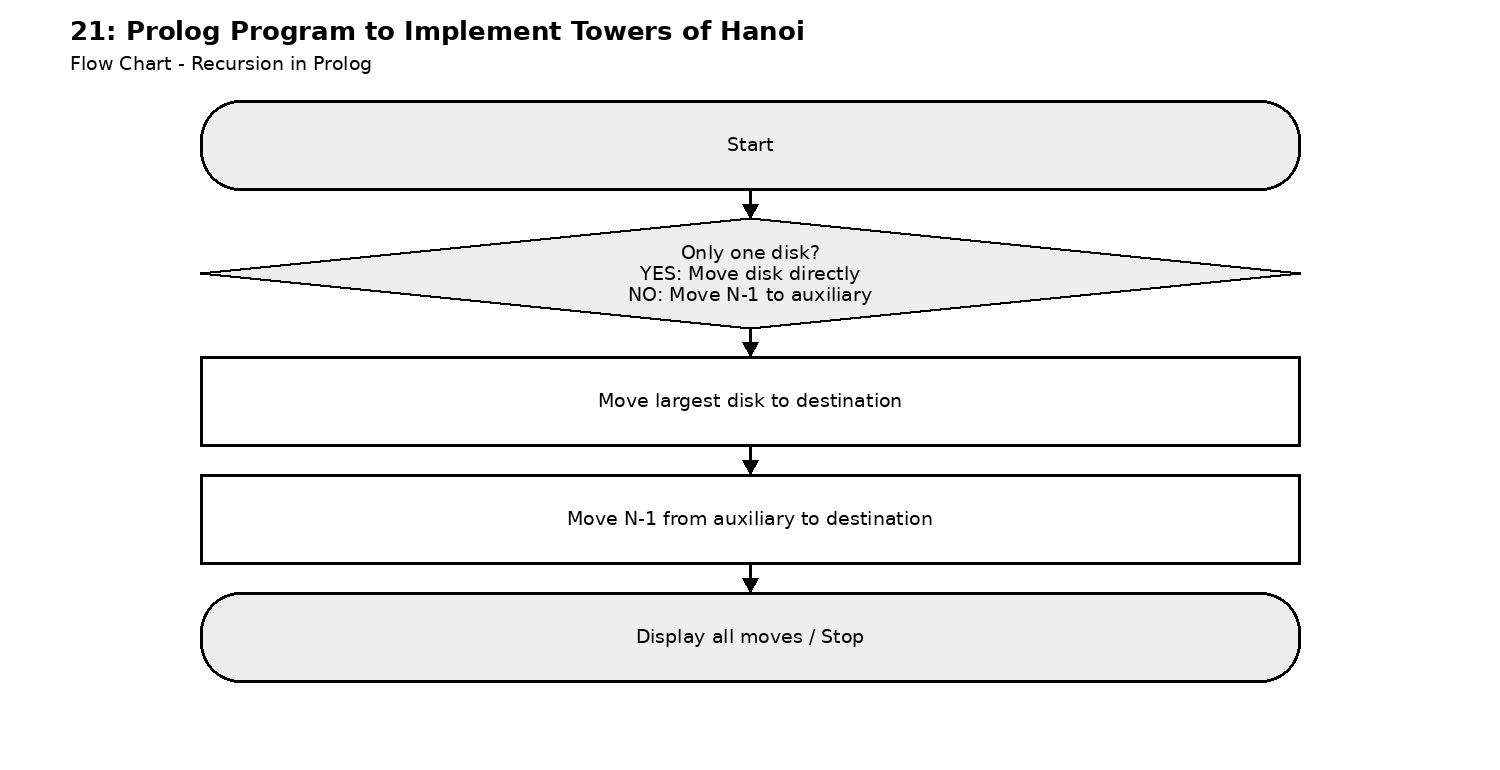 21: Prolog Program to Implement Towers of Hanoi
Flow Chart - Recursion in Prolog
Start
Only one disk?
YES: Move disk directly
NO: Move N-1 to auxiliary
Move largest disk to destination
Move N-1 from auxiliary to destination
Display all moves / Stop